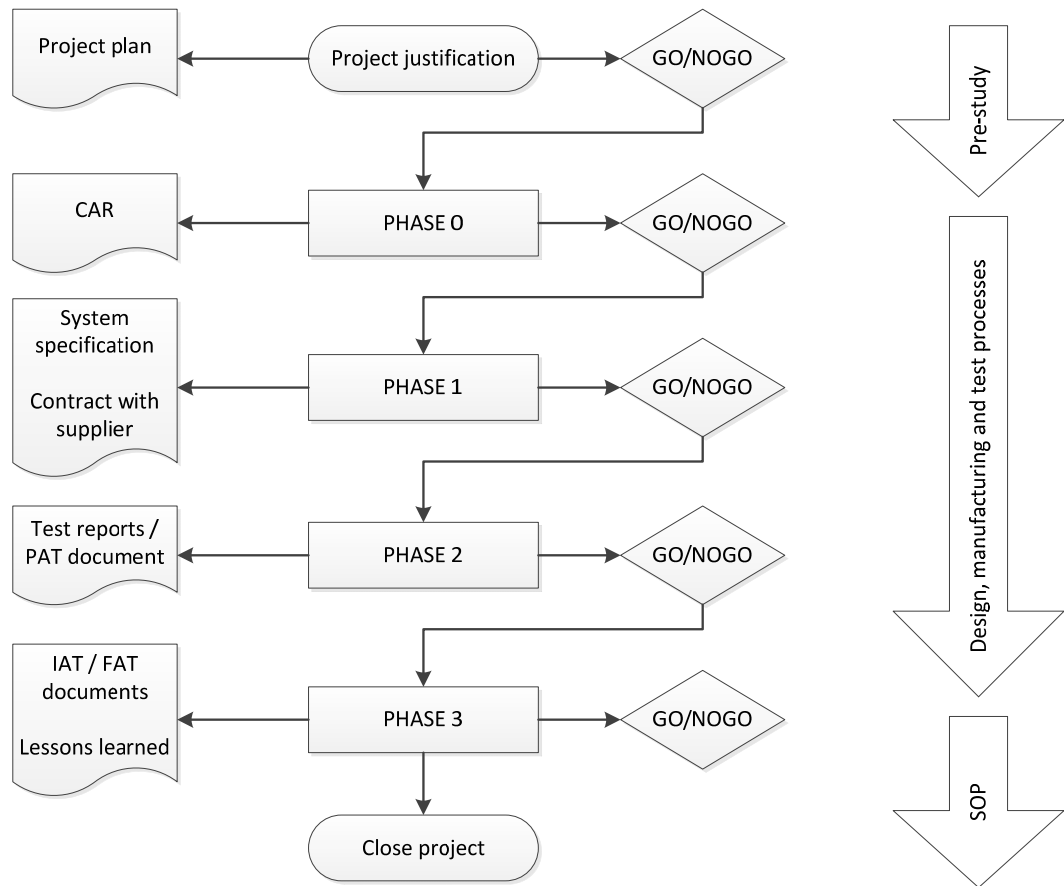 Project plan
Project justification
GO/NOGO
Pre-study
CAR
PHASE 0
GO/NOGO
System
specification
Contract with
supplier
PHASE 1
GO/NOGO
Design, manufacturing and test processes
Test reports /
PAT document
PHASE 2
GO/NOGO
IAT / FAT
documents
Lessons learned
PHASE 3
GO/NOGO
SOP
Close project